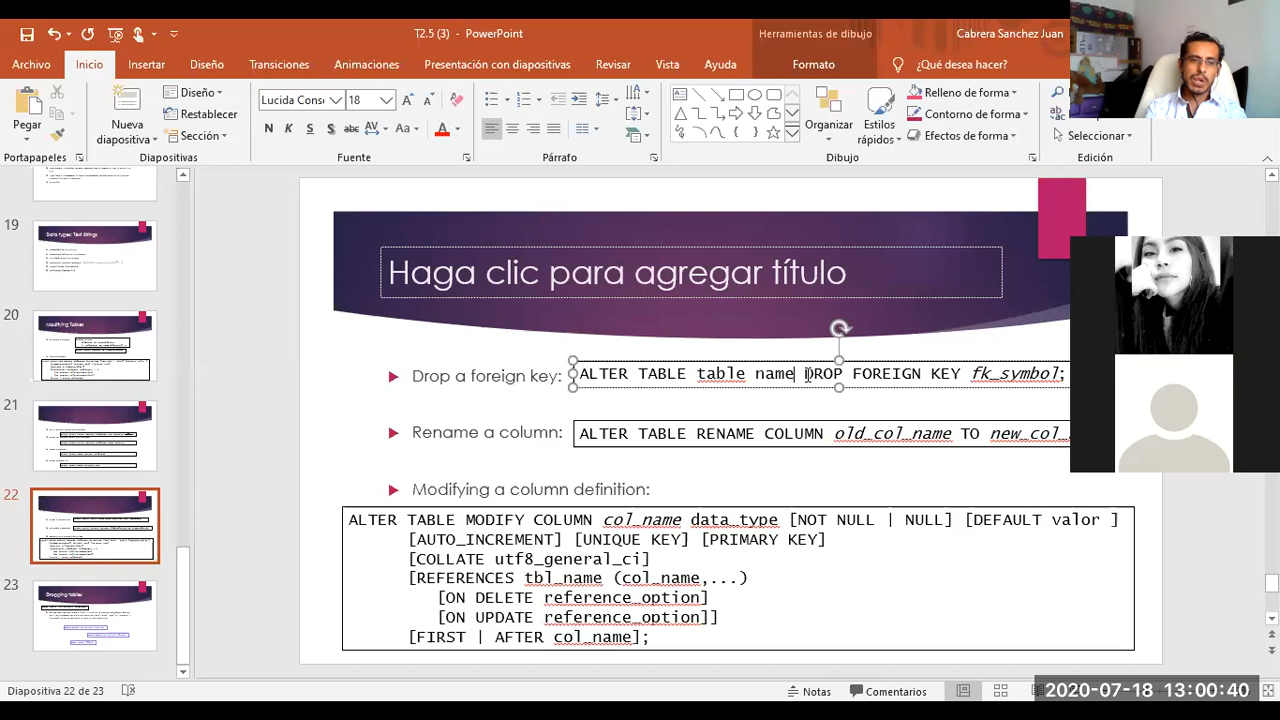 T2.5 (3) - PowerPoint
Herramientas de dibujo
Cabrera Sanchez Juan
Archivo Inicio Insertar Diseño Transiciones Animaciones Presentación con diapositivas Revisar Vista Ayuda Formato ¿Qué desea hacer?
Pegar
Nueva diapositiva
Diseño
Restablecer
Sección
Lucida Cons 18
N K S S abc AV Aa A
Organizar
Estilos rápidos
Relleno de forma
Contorno de forma
Efectos de forma
Seleccionar
Portapapeles Diapositivas Fuente Párrafo Dibujo Edición
19
Data types: Text Strings
20
Modifying Tables
21
22
23
Dropping tables
Haga clic para agregar título
Drop a foreign key: ALTER TABLE table name DROP FOREIGN KEY fk_symbol;
Rename a column: ALTER TABLE RENAME COLUMN old_col_name TO new_col_
Modifying a column definition:
ALTER TABLE MODIFY COLUMN col_name data_type [NOT NULL | NULL] [DEFAULT valor ]
[AUTO_INCREMENT] [UNIQUE KEY] [PRIMARY KEY]
[COLLATE utf8_general_ci]
[REFERENCES tbl_name (col_name,...)
[ON DELETE reference_option]
[ON UPDATE reference_option]]
[FIRST | AFTER col_name];
Diapositiva 22 de 23
Notas
Comentarios
2020-07-18 13:00:40